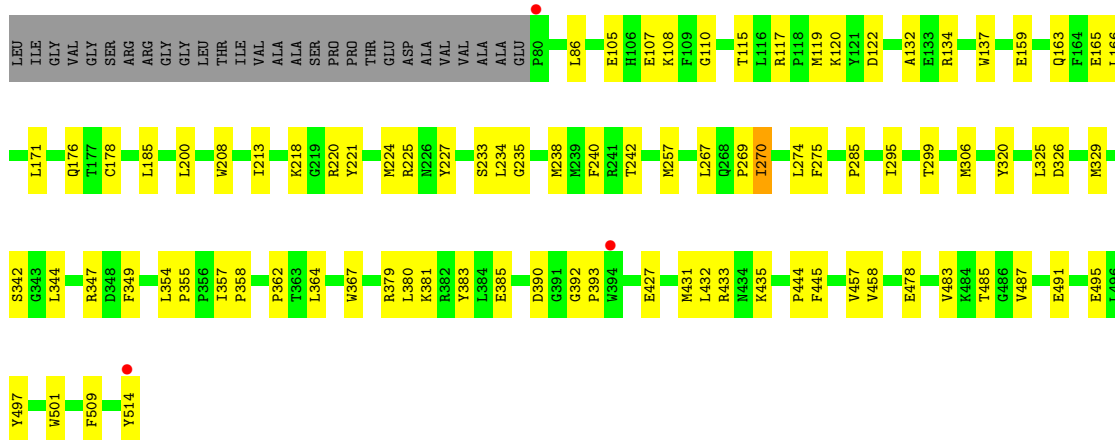 LEU ILE GLY VAL GLY SER ARG ARG GLY GLY LEU THR ILE VAL ALA ALA SER PRO PRO THR GLU ASP ALA VAL VAL ALA ALA GLU P80 L86 E105 H106 E107 K108 F109 G110 T115 L116 R117 P118 M119 K120 Y121 D122 A132 E133 R134 W137 E159 Q163 F164 E165 L166
L171 Q176 T177 C178 L185 L200 W208 I213 K218 G219 R220 Y221 M224 R225 N226 Y227 S233 L234 G235 M238 M239 F240 R241 T242 M257 L267 Q268 P269 I270 L274 F275 P285 I295 T299 M306 Y320 L325 D326 M329
S342 G343 L344 R347 D348 F349 L354 P355 P356 I357 P358 P362 T363 L364 W367 R379 L380 K381 R382 Y383 L384 E385 D390 G391 G392 P393 W394 E427 M431 L432 R433 N434 K435 P444 F445 V457 V458 E478 V483 K484 T485 G486 V487 E491 E495 L496
Y497 W501 F509 Y514